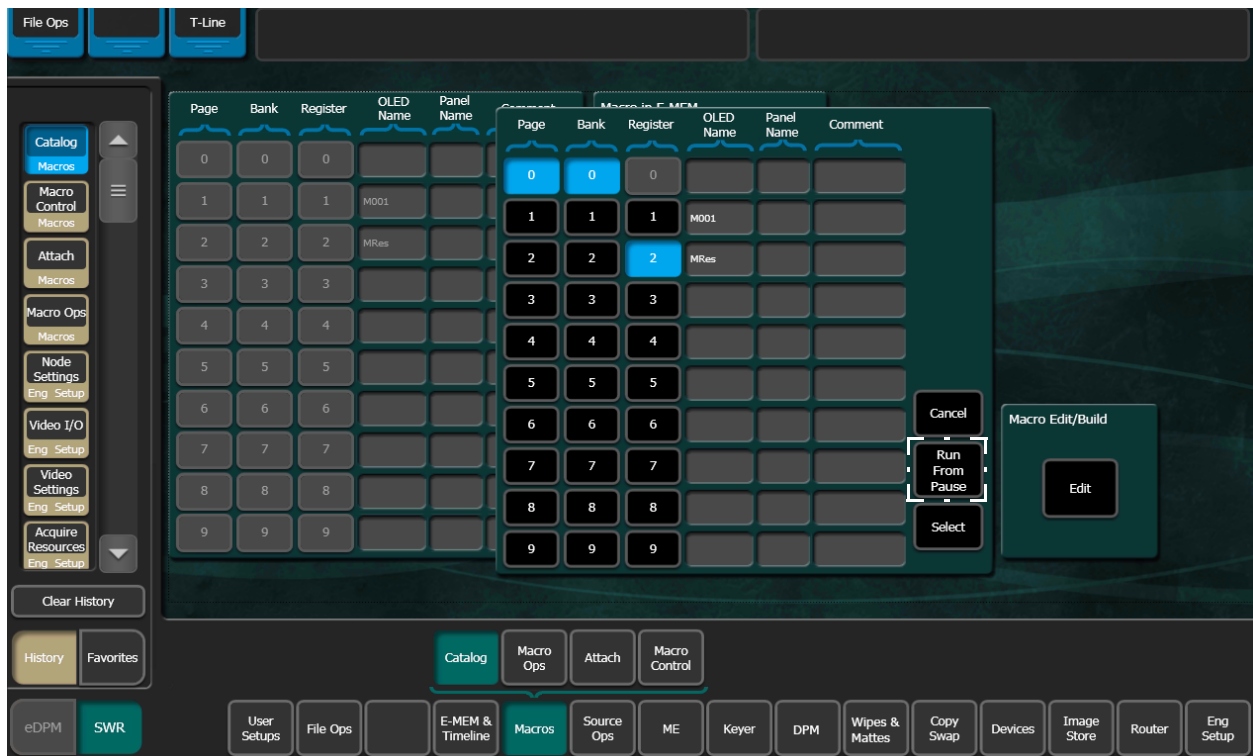 File Ops
T-Line
Page Bank Register OLED Name Panel Name
Macro in E-MEM
Page Bank Register OLED Name Panel Name Comment
Catalog
Macros
Macro Control
Macros
Attach
Macros
Macro Ops
Macros
Node Settings
Eng Setup
Video I/O
Eng Setup
Video Settings
Eng Setup
Acquire Resources
Eng Setup
Clear History
History Favorites
eDPM SWR
0 0 0
1 1 1 M001
2 2 2 MRes
3 3 3
4 4 4
5 5 5
6 6 6
7 7 7
8 8 8
9 9 9
0 0 0
1 1 1 M001
2 2 2 MRes
3 3 3
4 4 4
5 5 5
6 6 6
7 7 7
8 8 8
9 9 9
Cancel
Run From Pause
Select
Macro Edit/Build
Edit
Catalog Macro Ops Attach Macro Control
User Setups File Ops E-MEM & Timeline Macros Source Ops ME Keyer DPM Wipes & Mattes Copy Swap Devices Image Store Router Eng Setup